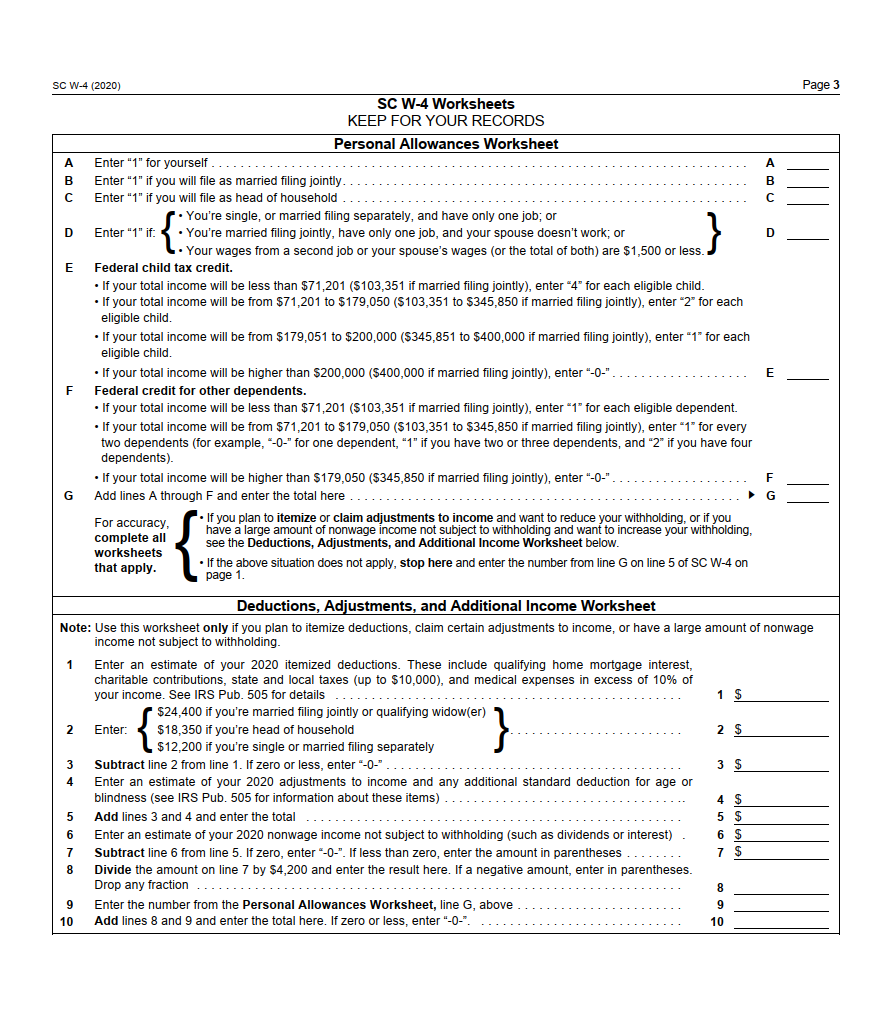 SC W-4 (2020) Page 3
SC W-4 Worksheets
KEEP FOR YOUR RECORDS
Personal Allowances Worksheet
A Enter “1” for yourself . . . . . . . . . . . . . . . . . . . . A
B Enter “1” if you will file as married filing jointly. . . . . . . . . . . . . . . . . . . . B
C Enter “1” if you will file as head of household . . . . . . . . . . . . . . . . . . . . C
• You’re single, or married filing separately, and have only one job; or
D Enter “1” if: { • You’re married filing jointly, have only one job, and your spouse doesn’t work; or } D
• Your wages from a second job or your spouse’s wages (or the total of both) are $1,500 or less.
E Federal child tax credit.
• If your total income will be less than $71,201 ($103,351 if married filing jointly), enter “4” for each eligible child.
• If your total income will be from $71,201 to $179,050 ($103,351 to $345,850 if married filing jointly), enter “2” for each
eligible child.
• If your total income will be from $179,051 to $200,000 ($345,851 to $400,000 if married filing jointly), enter “1” for each
eligible child.
• If your total income will be higher than $200,000 ($400,000 if married filing jointly), enter “-0-” . . . . . . . . . . . . . . . . . . . E
F Federal credit for other dependents.
• If your total income will be less than $71,201 ($103,351 if married filing jointly), enter “1” for each eligible dependent.
• If your total income will be from $71,201 to $179,050 ($103,351 to $345,850 if married filing jointly), enter “1” for every
two dependents (for example, “-0-” for one dependent, “1” if you have two or three dependents, and “2” if you have four
dependents).
• If your total income will be higher than $179,050 ($345,850 if married filing jointly), enter “-0-” . . . . . . . . . . . . . . . . . . . F
G Add lines A through F and enter the total here . . . . . . . . . . . . . . . . . . . . ▶ G
For accuracy, { • If you plan to itemize or claim adjustments to income and want to reduce your withholding, or if you
complete all have a large amount of nonwage income not subject to withholding and want to increase your withholding,
worksheets see the Deductions, Adjustments, and Additional Income Worksheet below.
that apply. • If the above situation does not apply, stop here and enter the number from line G on line 5 of SC W-4 on
page 1.
Deductions, Adjustments, and Additional Income Worksheet
Note: Use this worksheet only if you plan to itemize deductions, claim certain adjustments to income, or have a large amount of nonwage
income not subject to withholding.
1 Enter an estimate of your 2020 itemized deductions. These include qualifying home mortgage interest,
charitable contributions, state and local taxes (up to $10,000), and medical expenses in excess of 10% of
your income. See IRS Pub. 505 for details . . . . . . . . . . . . . . . . . . . . 1 $
$24,400 if you’re married filing jointly or qualifying widow(er)
2 Enter: { $18,350 if you’re head of household } . . . . . . . . . . . . . . . . . . . . 2 $
$12,200 if you’re single or married filing separately
3 Subtract line 2 from line 1. If zero or less, enter “-0-” . . . . . . . . . . . . . . . . . . . . 3 $
4 Enter an estimate of your 2020 adjustments to income and any additional standard deduction for age or
blindness (see IRS Pub. 505 for information about these items) . . . . . . . . . . . . . . . . . . . . 4 $
5 Add lines 3 and 4 and enter the total . . . . . . . . . . . . . . . . . . . . 5 $
6 Enter an estimate of your 2020 nonwage income not subject to withholding (such as dividends or interest) . 6 $
7 Subtract line 6 from line 5. If zero, enter “-0-”. If less than zero, enter the amount in parentheses . . . . . . . . 7 $
8 Divide the amount on line 7 by $4,200 and enter the result here. If a negative amount, enter in parentheses.
Drop any fraction . . . . . . . . . . . . . . . . . . . . 8
9 Enter the number from the Personal Allowances Worksheet, line G, above . . . . . . . . . . . . . . . . . . . . 9
10 Add lines 8 and 9 and enter the total here. If zero or less, enter “-0-”. . . . . . . . . . . . . . . . . . . . 10